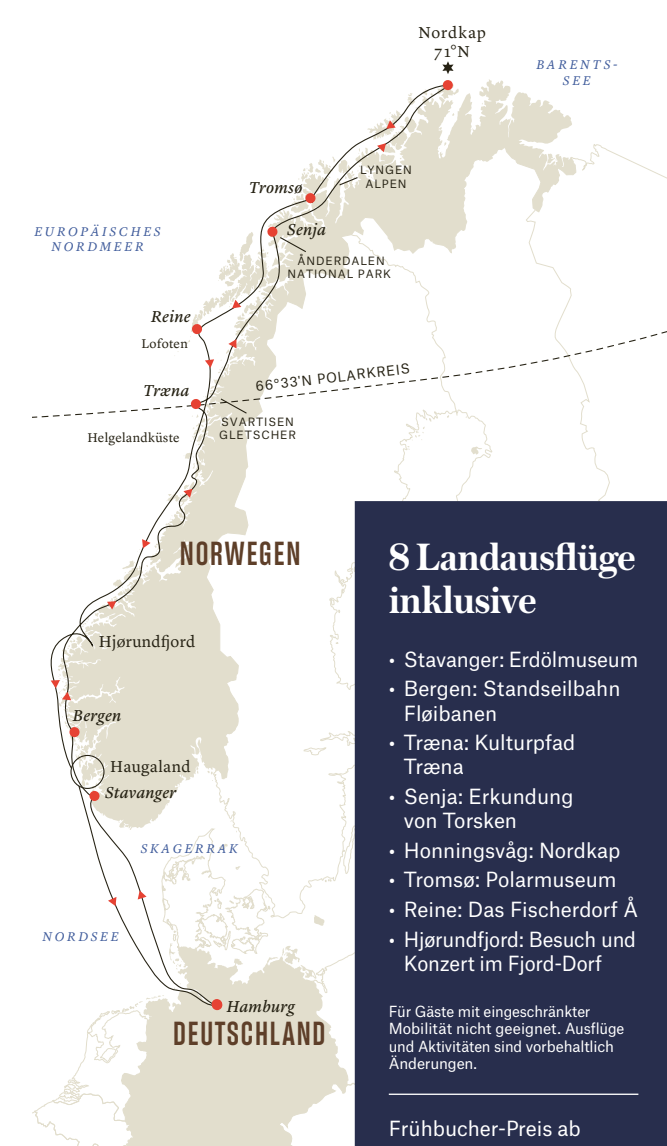 Nordkap
71°N
BARENTS-
SEE
LYNGEN
ALPEN
Tromsø
EUROPÄISCHES
NORDMEER
Senja
ÅNDERDALEN
NATIONAL PARK
Reine
Lofoten
66°33'N POLARKREIS
Træna
SVARTISEN
GLETSCHER
Helgelandküste
NORWEGEN
Hjørundfjord
Bergen
Haugaland
Stavanger
SKAGERRAK
NORDSEE
Hamburg
DEUTSCHLAND
8 Landausflüge
inklusive
• Stavanger: Erdölmuseum
• Bergen: Standseilbahn
Fløibanen
• Træna: Kulturpfad
Træna
• Senja: Erkundung
von Torsken
• Honningsvåg: Nordkap
• Tromsø: Polarmuseum
• Reine: Das Fischerdorf Å
• Hjørundfjord: Besuch und
Konzert im Fjord-Dorf
Für Gäste mit eingeschränkter
Mobilität nicht geeignet. Ausflüge
und Aktivitäten sind vorbehaltlich
Änderungen.
Frühbucher-Preis ab